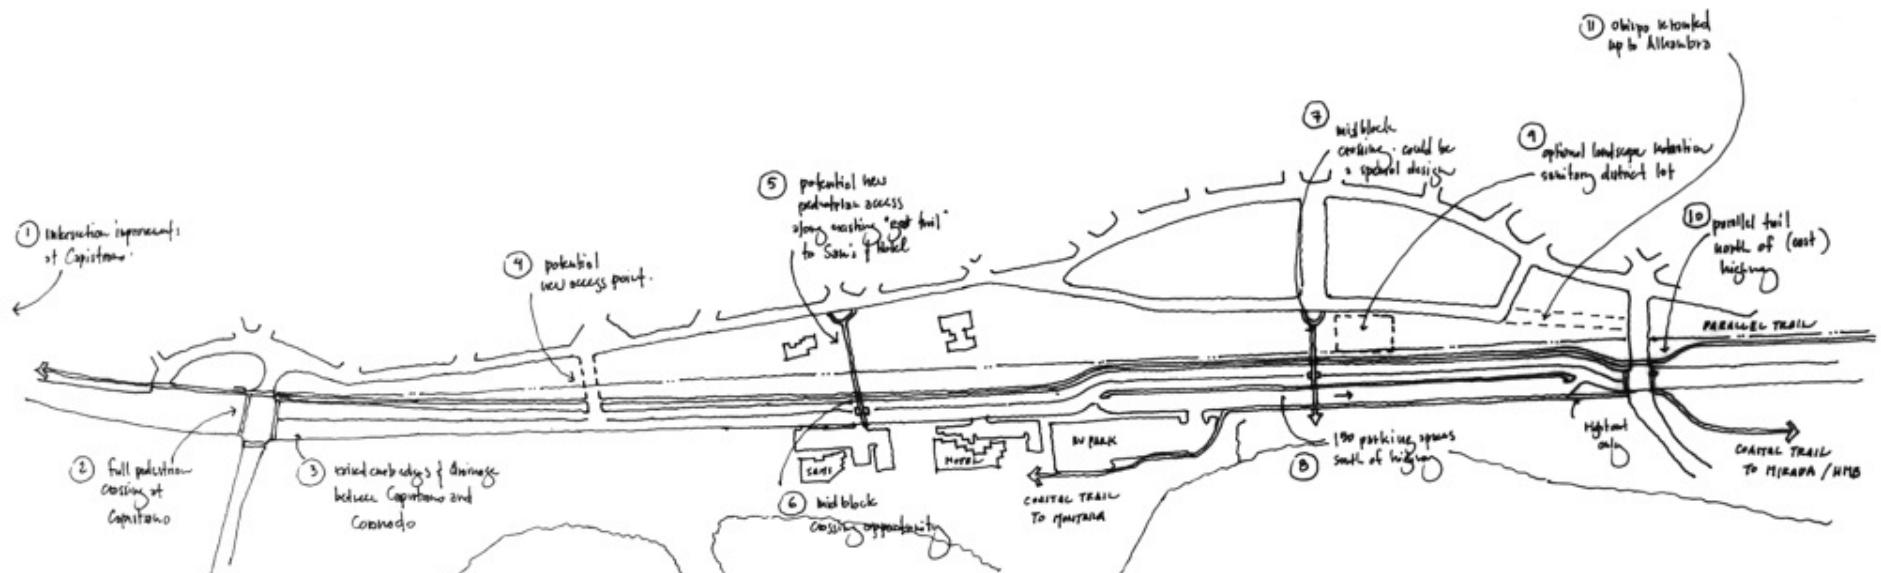 1 Intersection improvements
at Capistrano.
2 full pedestrian
crossing at
Capistrano
3 raised curb edges & drainage
between Capistrano and
Coronado
4 potential
new access point.
5 potential new
pedestrian access
along existing "goat trail"
to Sam's & Hotel
6 midblock
crossing opportunity
7 midblock
crossing. could be
a special design
8 150 parking spaces
south of highway
9 optional landscape
sanitary district lot
10 parallel trail
north of (east)
highway
11 Obispo
up to Alhambra
PARALLEL TRAIL
SAMS
HOTEL
RV PARK
COASTAL TRAIL
TO MONTARA
Right out
only
COASTAL TRAIL
TO MIRADA / HMB